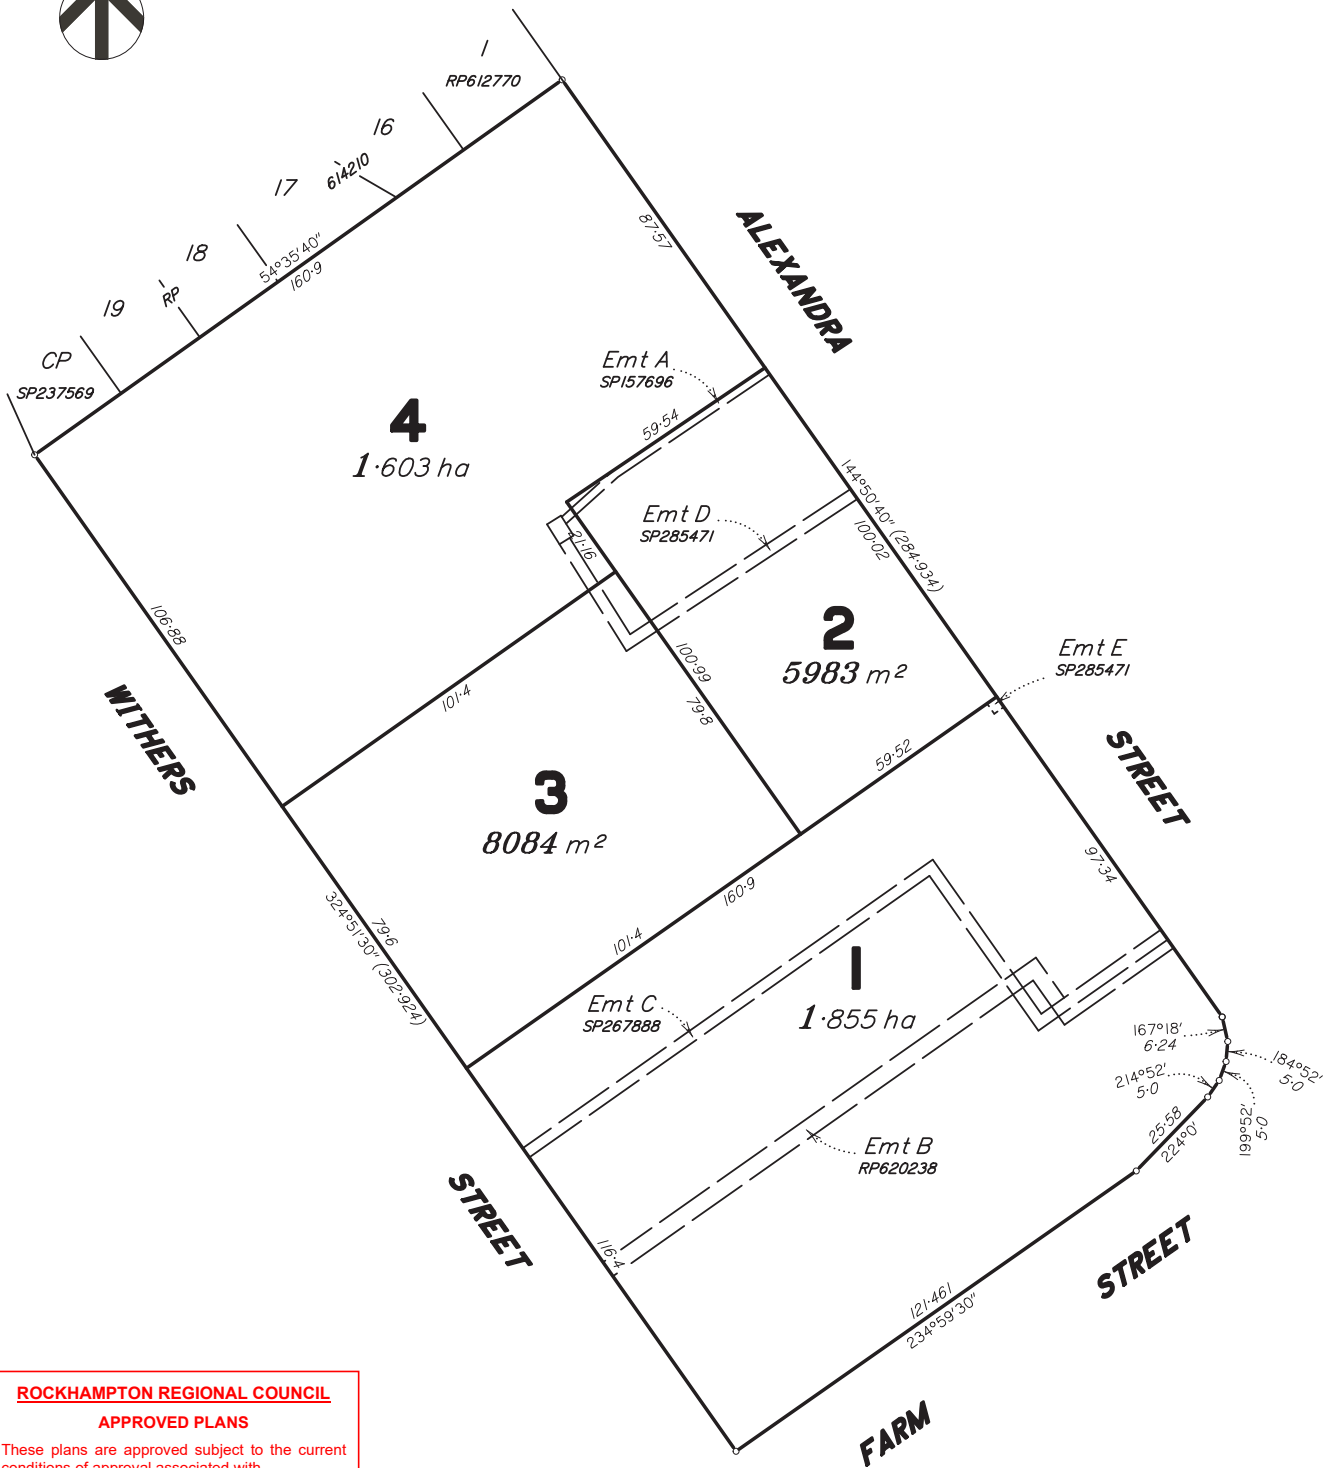 1
RP612770
16
614210
17
18
RP
19
CP
SP237569
54°35'40"
160·9
87·57
ALEXANDRA
Emt A
SP157696
59·54
4
1·603 ha
144°50'40" (284·934)
100·02
Emt D
SP285471
21·16
106·88
2
5983 m²
Emt E
SP285471
100·99
79·8
101·4
WITHERS
59·52
STREET
3
8084 m²
97·34
160·9
101·4
79·6
324°51'30" (302·924)
1
1·855 ha
Emt C
SP267888
167°18'
6·24
184°52'
5·0
214°52'
5·0
199°52'
5·0
25·58
224°0'
Emt B
RP620238
STREET
116·4
STREET
121·461
234°59'30"
FARM
ROCKHAMPTON REGIONAL COUNCIL
APPROVED PLANS
These plans are approved subject to the current
conditions of approval associated with